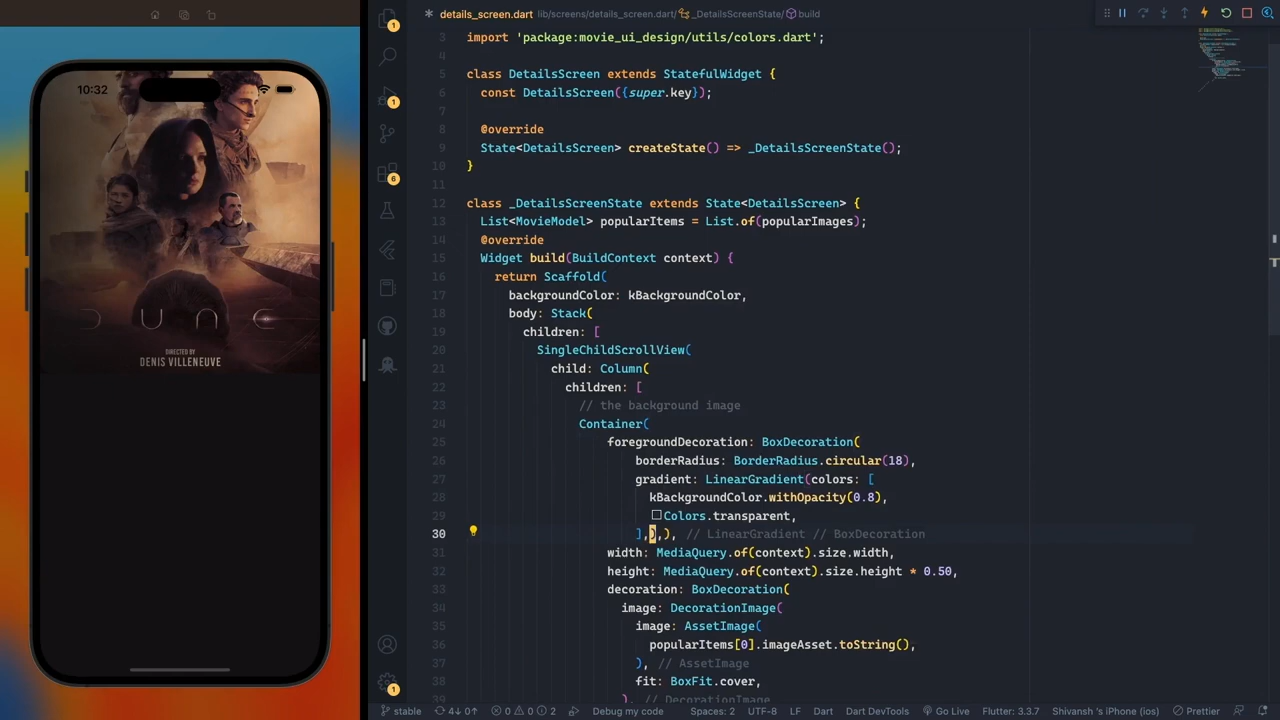 10:32
DUNE
DIRECTED BY
DENIS VILLENEUVE
details_screen.dart lib/screens/details_screen.dart/ _DetailsScreenState/ build
1
1
6
1
3 import 'package:movie_ui_design/utils/colors.dart';
4
5 class DetailsScreen extends StatefulWidget {
6 const DetailsScreen({super.key});
7
8 @override
9 State<DetailsScreen> createState() => _DetailsScreenState();
10 }
11
12 class _DetailsScreenState extends State<DetailsScreen> {
13 List<MovieModel> popularItems = List.of(popularImages);
14 @override
15 Widget build(BuildContext context) {
16 return Scaffold(
17 backgroundColor: kBackgroundColor,
18 body: Stack(
19 children: [
20 SingleChildScrollView(
21 child: Column(
22 children: [
23 // the background image
24 Container(
25 foregroundDecoration: BoxDecoration(
26 borderRadius: BorderRadius.circular(18),
27 gradient: LinearGradient(colors: [
28 kBackgroundColor.withOpacity(0.8),
29 Colors.transparent,
30 ],),), // LinearGradient // BoxDecoration
31 width: MediaQuery.of(context).size.width,
32 height: MediaQuery.of(context).size.height * 0.50,
33 decoration: BoxDecoration(
34 image: DecorationImage(
35 image: AssetImage(
36 popularItems[0].imageAsset.toString(),
37 ), // AssetImage
38 fit: BoxFit.cover,
39 ), // DecorationImage
stable 4↓ 0↑ 0 0 2 Debug my code Spaces: 2 UTF-8 LF Dart Dart DevTools Go Live Flutter: 3.3.7 Shivansh 's iPhone (ios) Prettier